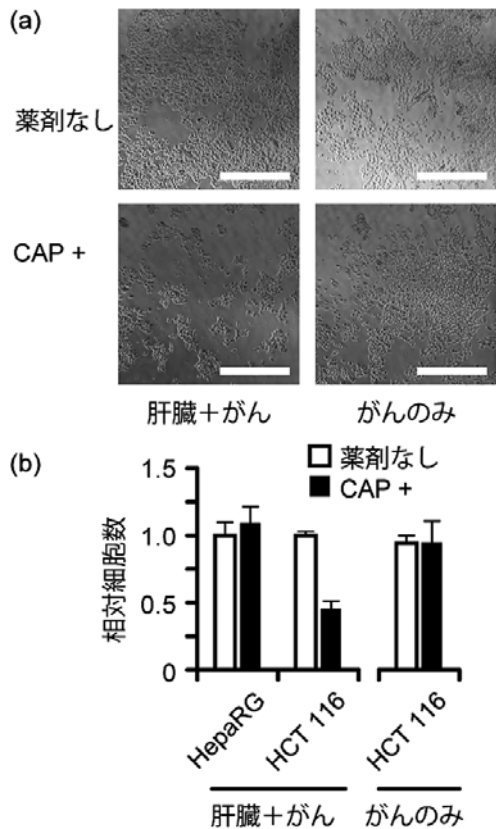 (a)
薬剤なし
CAP +
肝臓+がん がんのみ
(b)
薬剤なし
CAP +
相対細胞数
1.5
1.0
0.5
0
HepaRG HCT 116 HCT 116
肝臓+がん がんのみ